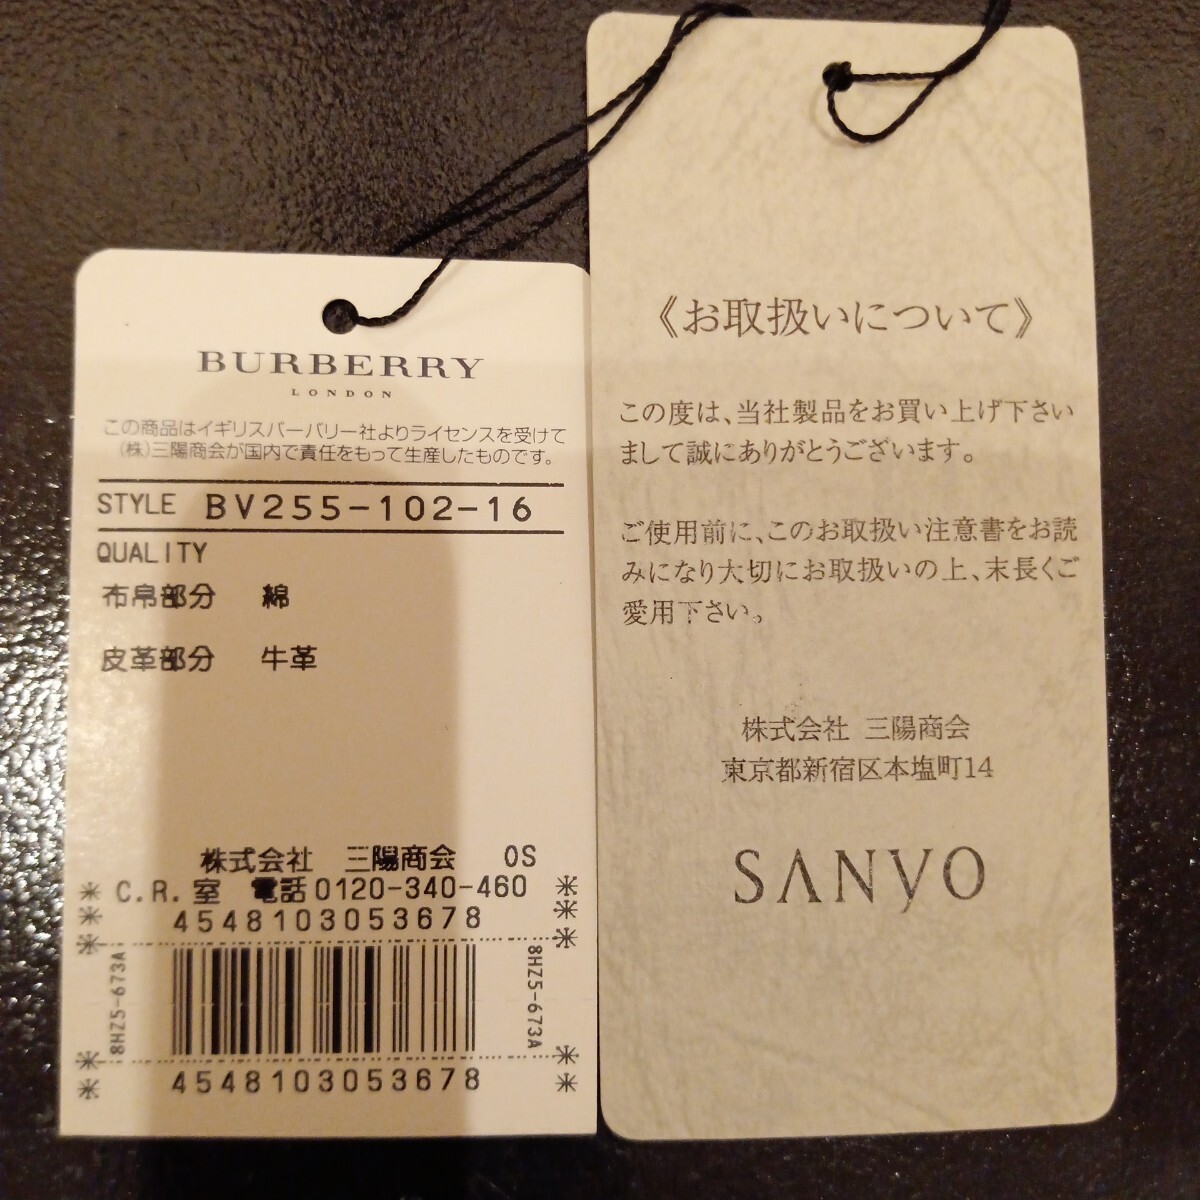 BURBERRY
LONDON
この商品はイギリスバーバリー社よりライセンスを受けて
(株)三陽商会が国内で責任をもって生産したものです。
STYLE BV255-102-16
QUALITY
布帛部分 綿
皮革部分 牛革
株式会社 三陽商会 OS
C.R.室 電話0120-340-460
4548103053678
8HZ5-673A
8HZ5-673A
4548103053678
《お取扱いについて》
この度は、当社製品をお買い上げ下さい
まして誠にありがとうございます。
ご使用前に、このお取扱い注意書をお読
みになり大切にお取扱いの上、末長くご
愛用下さい。
株式会社 三陽商会
東京都新宿区本塩町14
SANYO